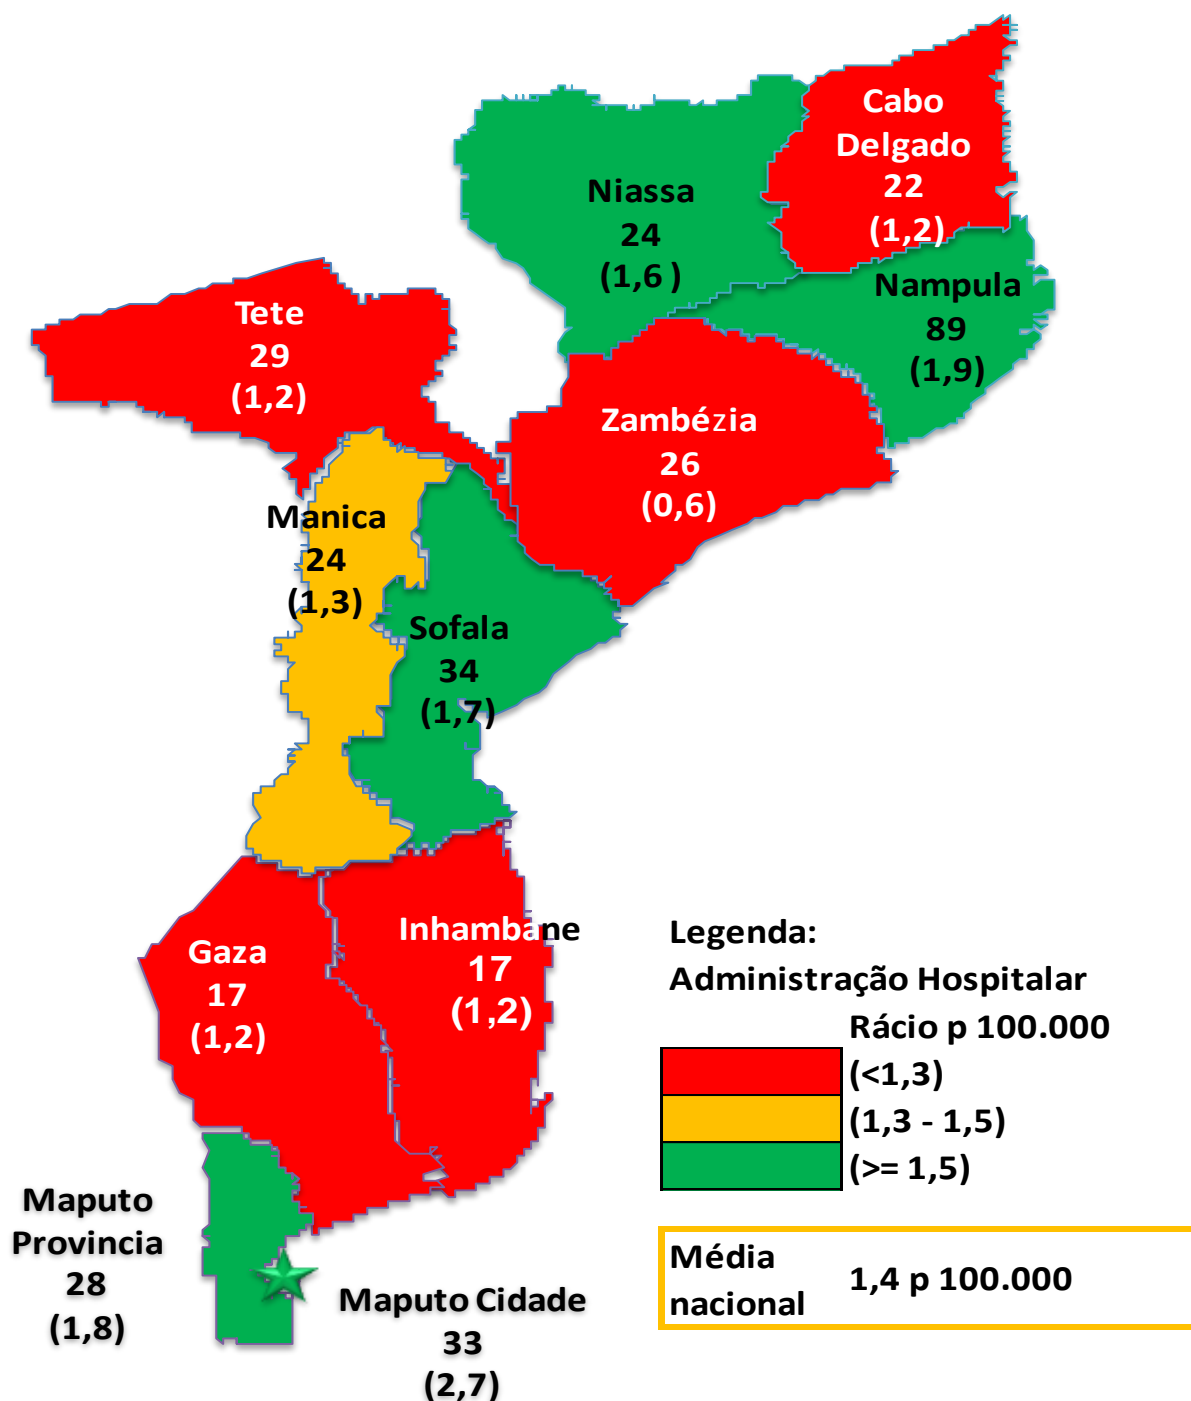 Cabo
Delgado
22
(1,2)
Niassa
24
(1,6 )
Nampula
89
(1,9)
Tete
29
(1,2)
Zambézia
26
(0,6)
Manica
24
(1,3)
Sofala
34
(1,7)
Inhambane
17
(1,2)
Gaza
17
(1,2)
Legenda:
Administração Hospitalar
Rácio p 100.000
(<1,3)
(1,3 - 1,5)
(>= 1,5)
Maputo
Provincia
28
(1,8)
Maputo Cidade
33
(2,7)
Média
nacional
1,4 p 100.000